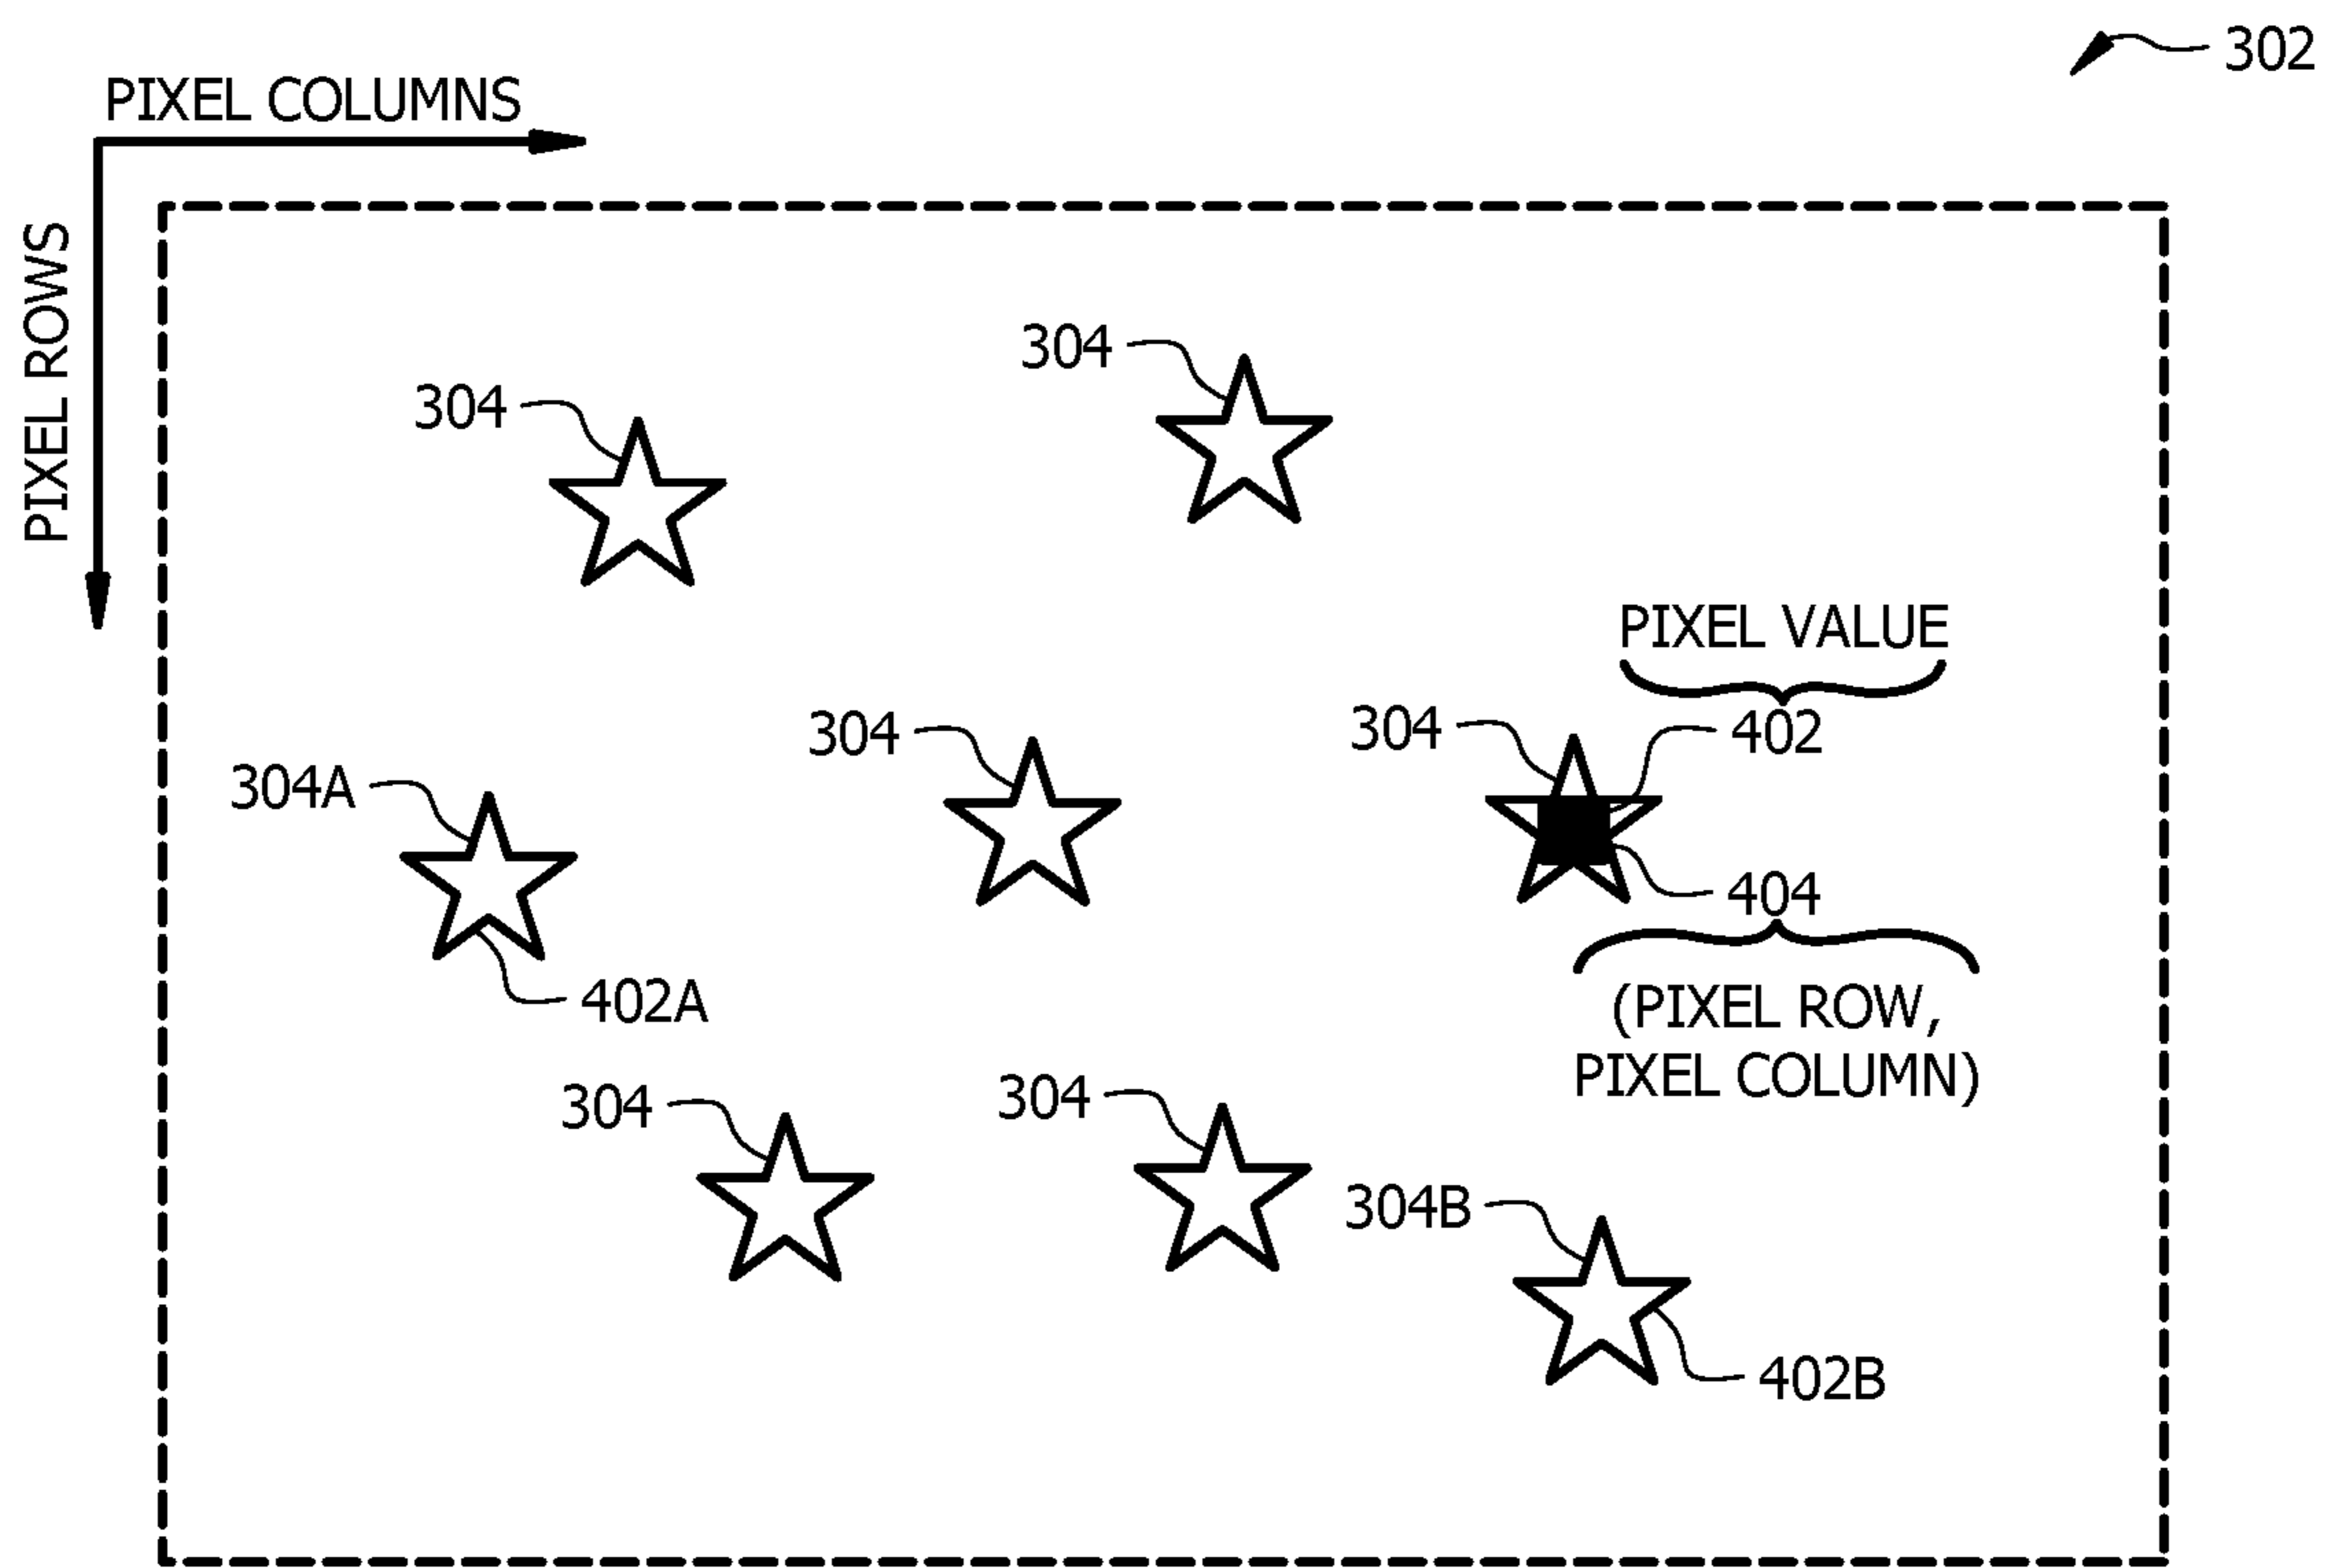 302
PIXEL COLUMNS
PIXEL ROWS
304
304
PIXEL VALUE
304
304
402
304A
404
402A
(PIXEL ROW,
PIXEL COLUMN)
304
304
304B
402B